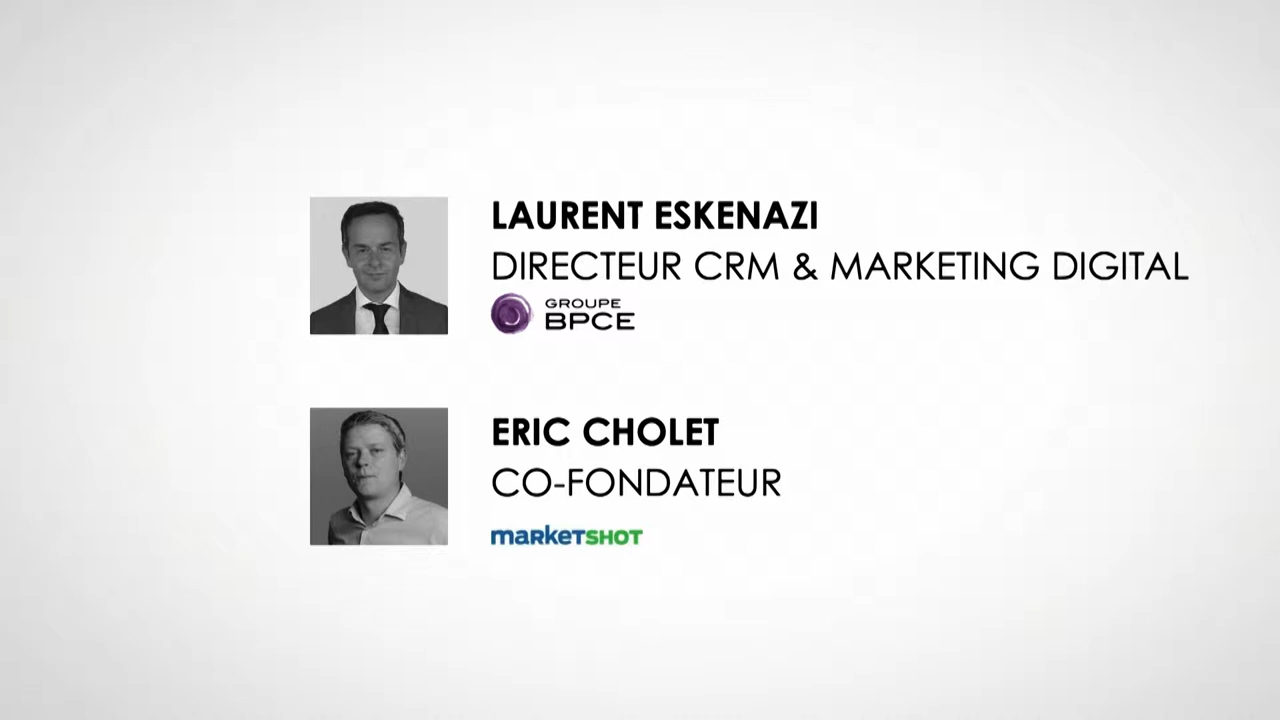 LAURENT ESKENAZI
DIRECTEUR CRM & MARKETING DIGITAL
GROUPE
BPCE
ERIC CHOLET
CO-FONDATEUR
marketSHOT